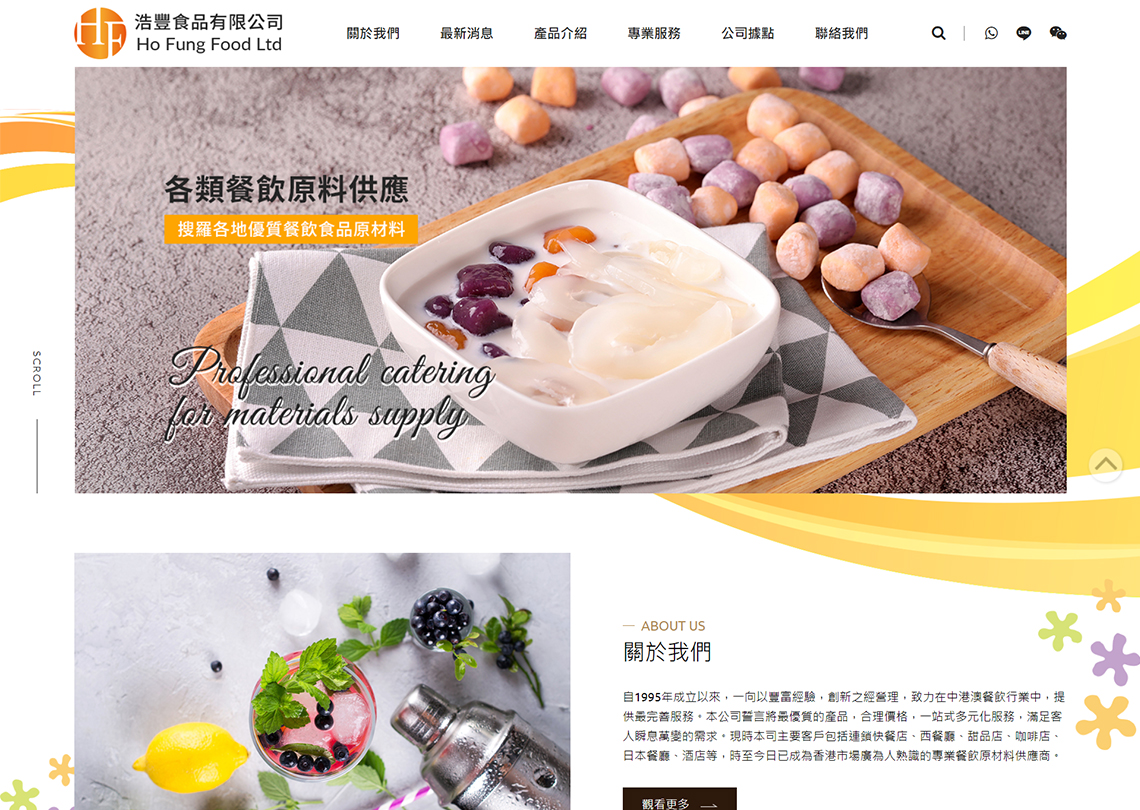 HF
浩豐食品有限公司
Ho Fung Food Ltd
關於我們 最新消息 產品介紹 專業服務 公司據點 聯絡我們
LINE
各類餐飲原料供應
搜羅各地優質餐飲食品原材料
Professional catering
for materials supply
SCROLL
ABOUT US
關於我們
自1995年成立以來，一向以豐富經驗，創新之經營理，致力在中港澳餐飲行業中，提
供最完善服務。本公司誓言將最優質的產品，合理價格，一站式多元化服務，滿足客
人瞬息萬變的需求。現時本司主要客戶包括連鎖快餐店、西餐廳、甜品店、咖啡店、
日本餐廳、酒店等，時至今日已成為香港市場廣為人熟識的專業餐飲原材料供應商。
觀看更多